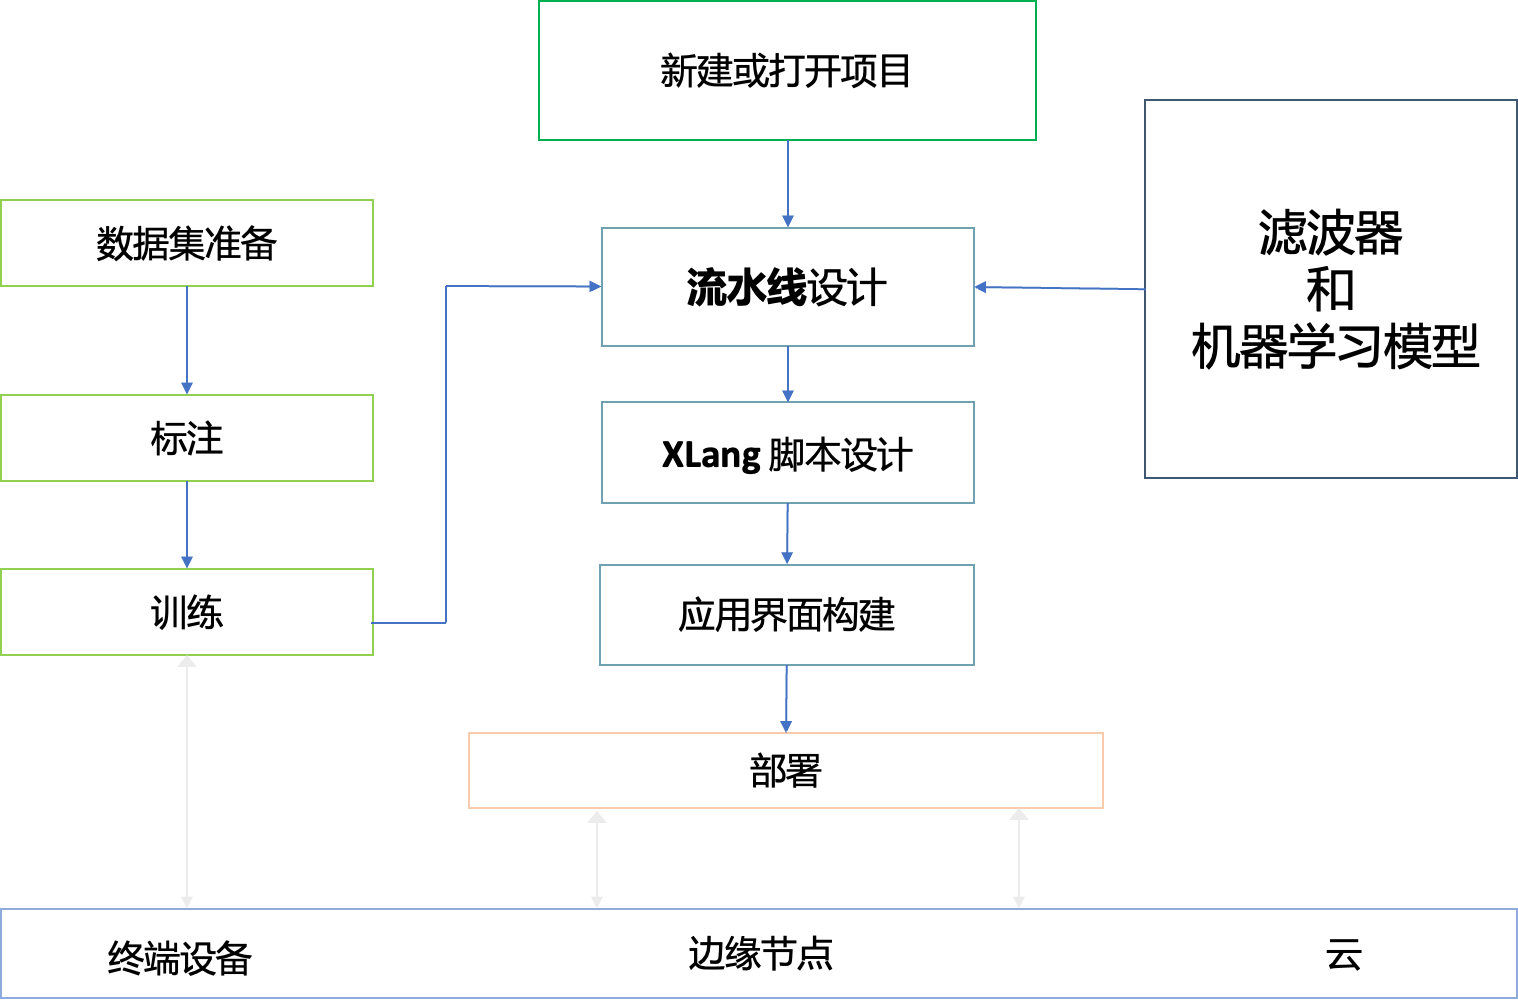 新建或打开项目
滤波器
和
机器学习模型
数据集准备
流水线设计
标注
XLang 脚本设计
训练
应用界面构建
部署
终端设备
边缘节点
云